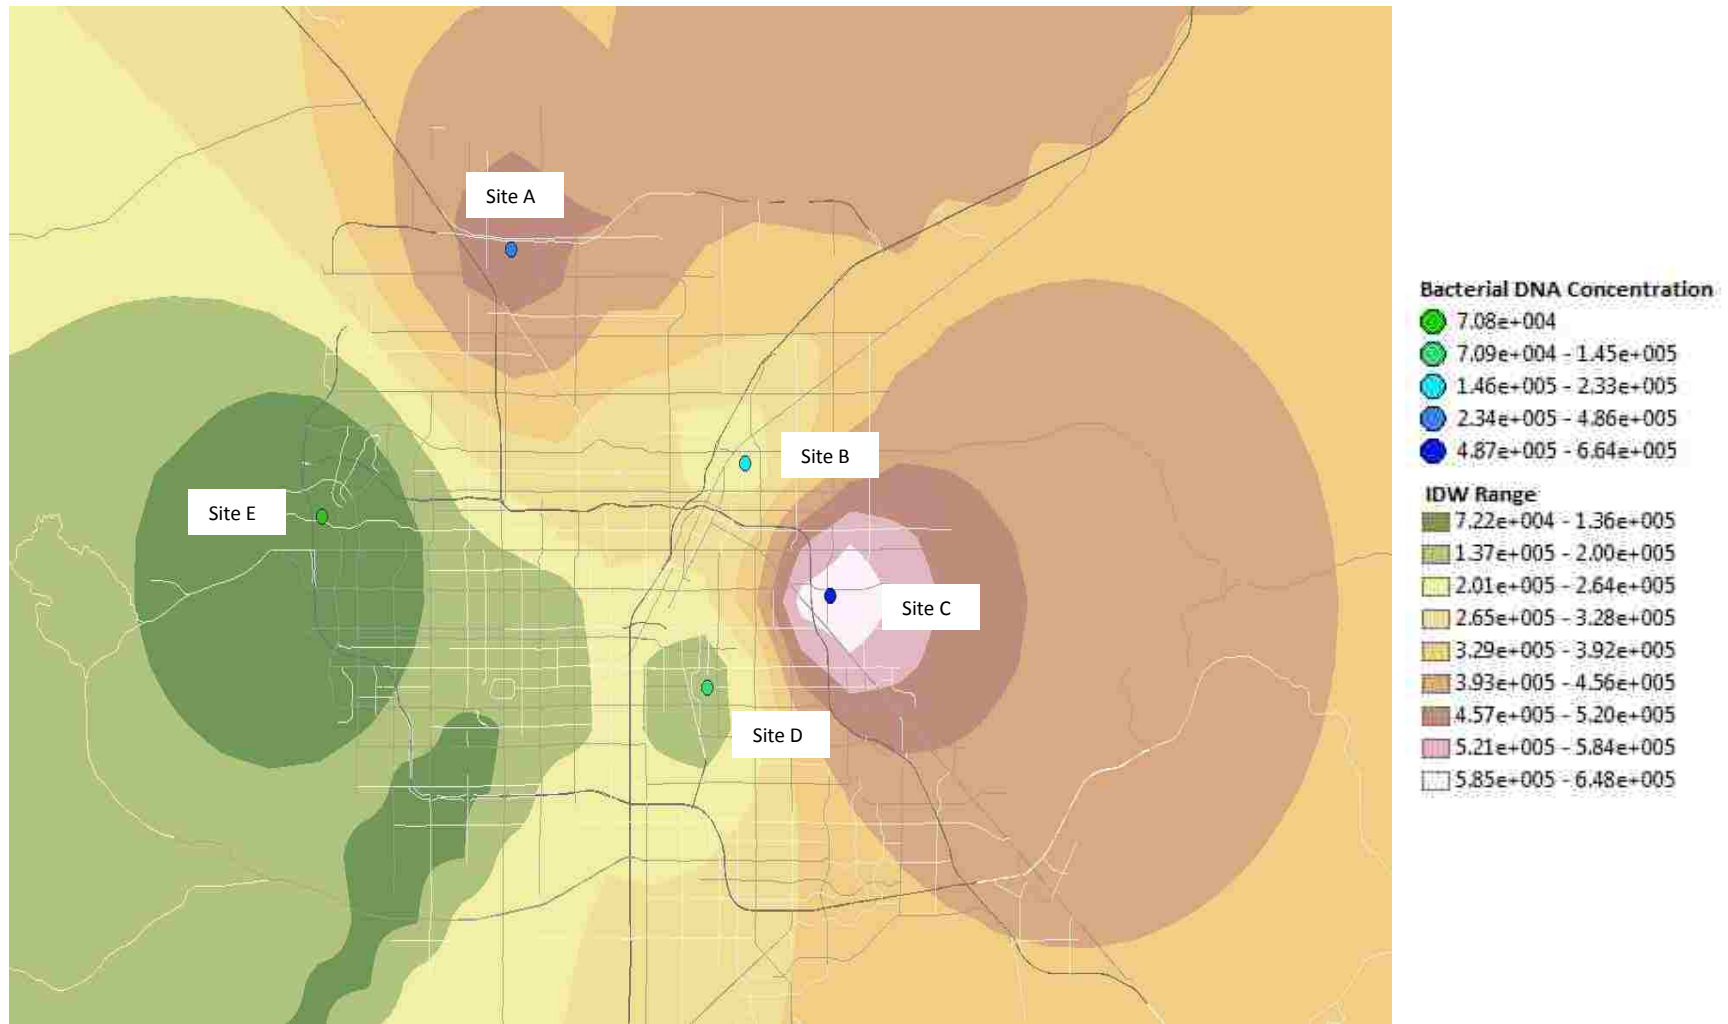 Site A
Site B
Site E
Site C
Site D
Bacterial DNA Concentration
7.08e+004
7.09e+004 - 1.45e+005
1.46e+005 - 2.33e+005
2.34e+005 - 4.86e+005
4.87e+005 - 6.64e+005
IDW Range
7.22e+004 - 1.36e+005
1.37e+005 - 2.00e+005
2.01e+005 - 2.64e+005
2.65e+005 - 3.28e+005
3.29e+005 - 3.92e+005
3.93e+005 - 4.56e+005
4.57e+005 - 5.20e+005
5.21e+005 - 5.84e+005
5.85e+005 - 6.48e+005